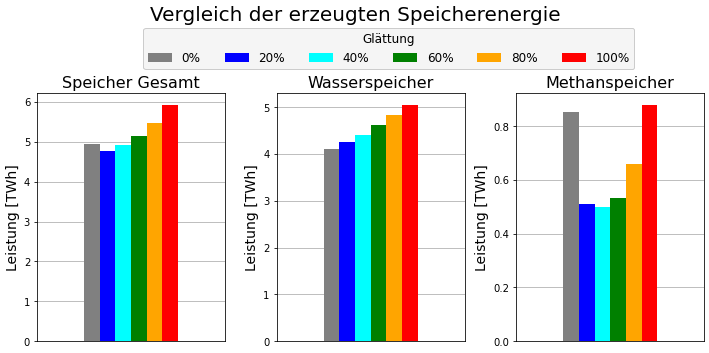 Vergleich der erzeugten Speicherenergie
Glättung
0% 20% 40% 60% 80% 100%
Speicher Gesamt
Leistung [TWh]
6
5
4
3
2
1
0
Wasserspeicher
Leistung [TWh]
5
4
3
2
1
0
Methanspeicher
Leistung [TWh]
0.8
0.6
0.4
0.2
0.0